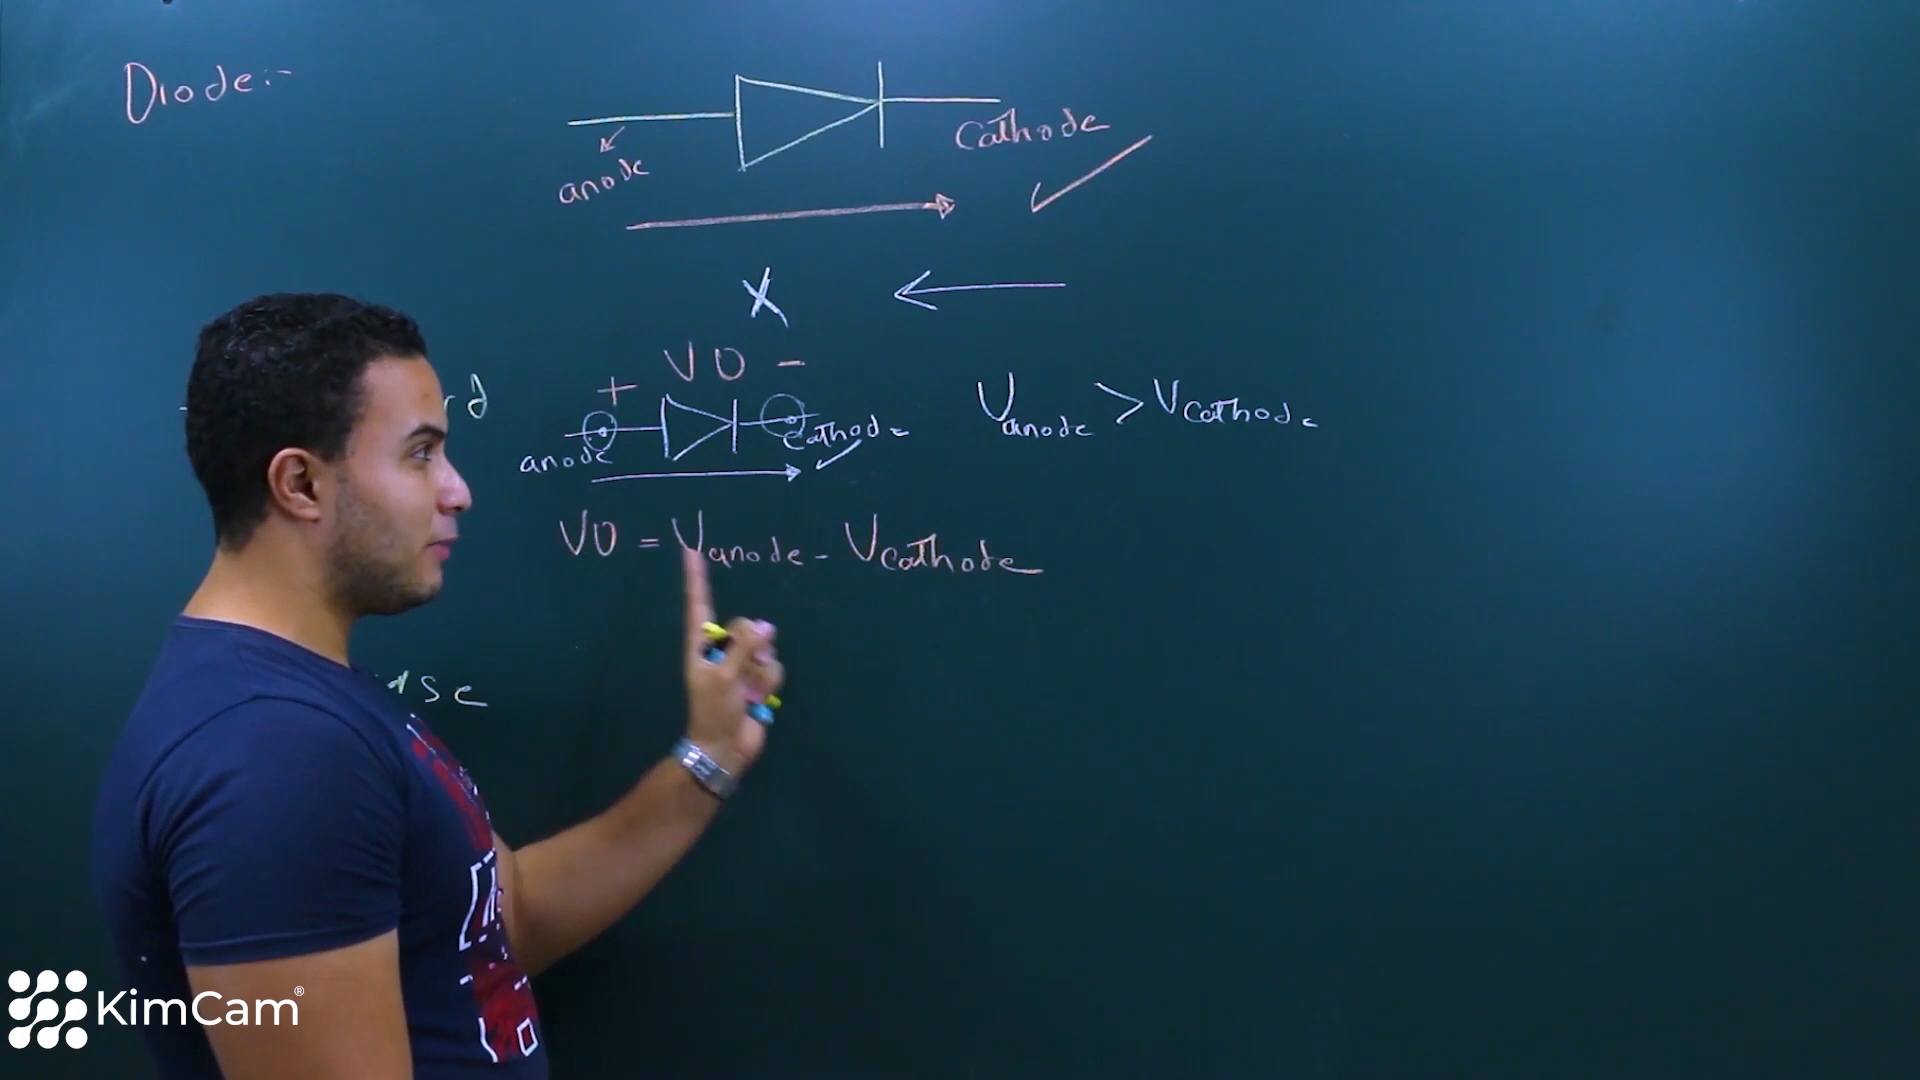 Diode:-
Cathode
anode
X
+ VD -
anode
Cathode
Vanode > VCathode
VD = Vanode - VCathode
KimCam®